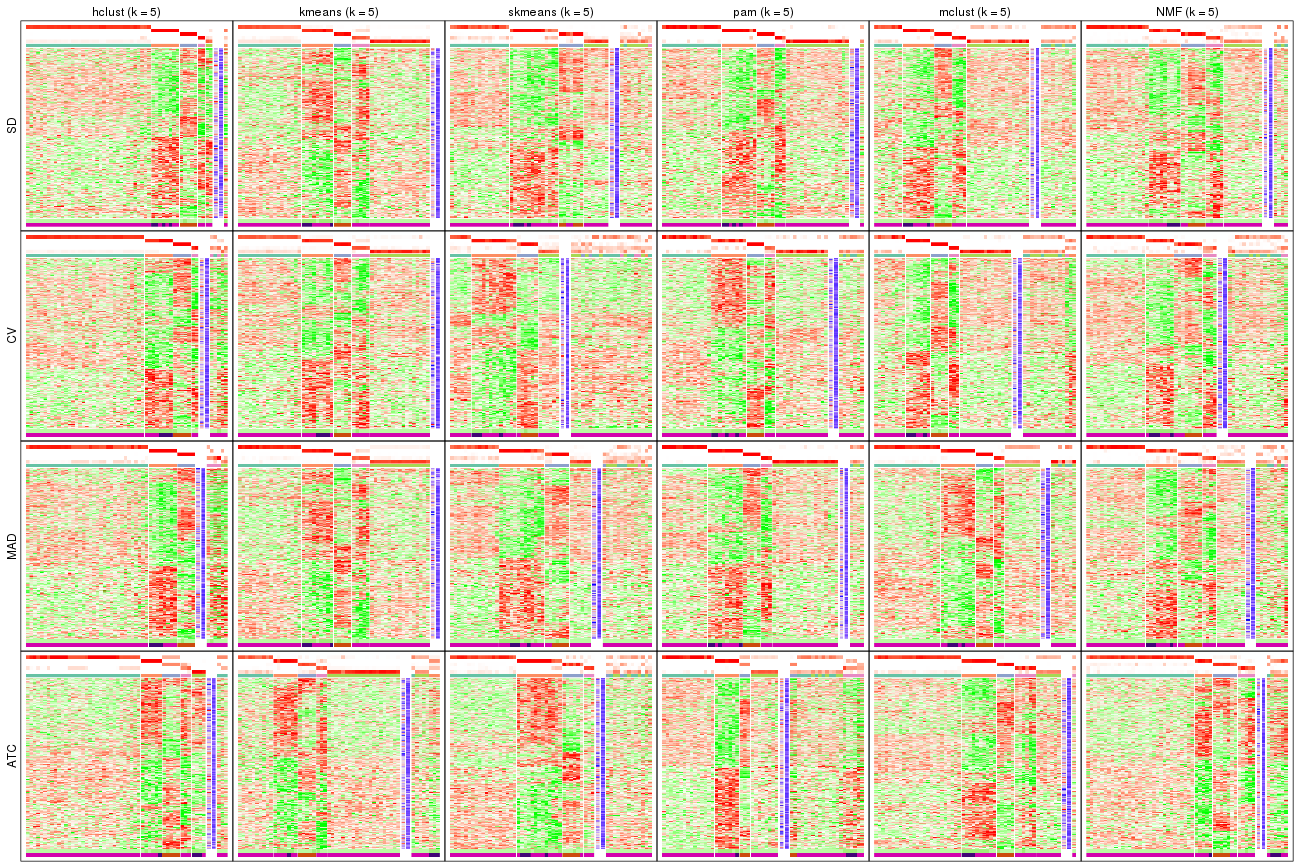 hclust (k = 5) kmeans (k = 5) skmeans (k = 5) pam (k = 5) mclust (k = 5) NMF (k = 5)
SD
CV
MAD
ATC